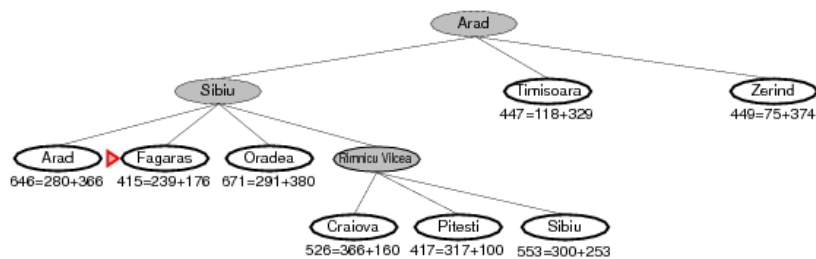 Arad
Sibiu
Timisoara
Zerind
447=118+329
449=75+374
Arad
Fagaras
Oradea
Rimnicu Vilcea
646=280+366
415=239+176
671=291+380
Craiova
Pitesti
Sibiu
526=366+160
417=317+100
553=300+253